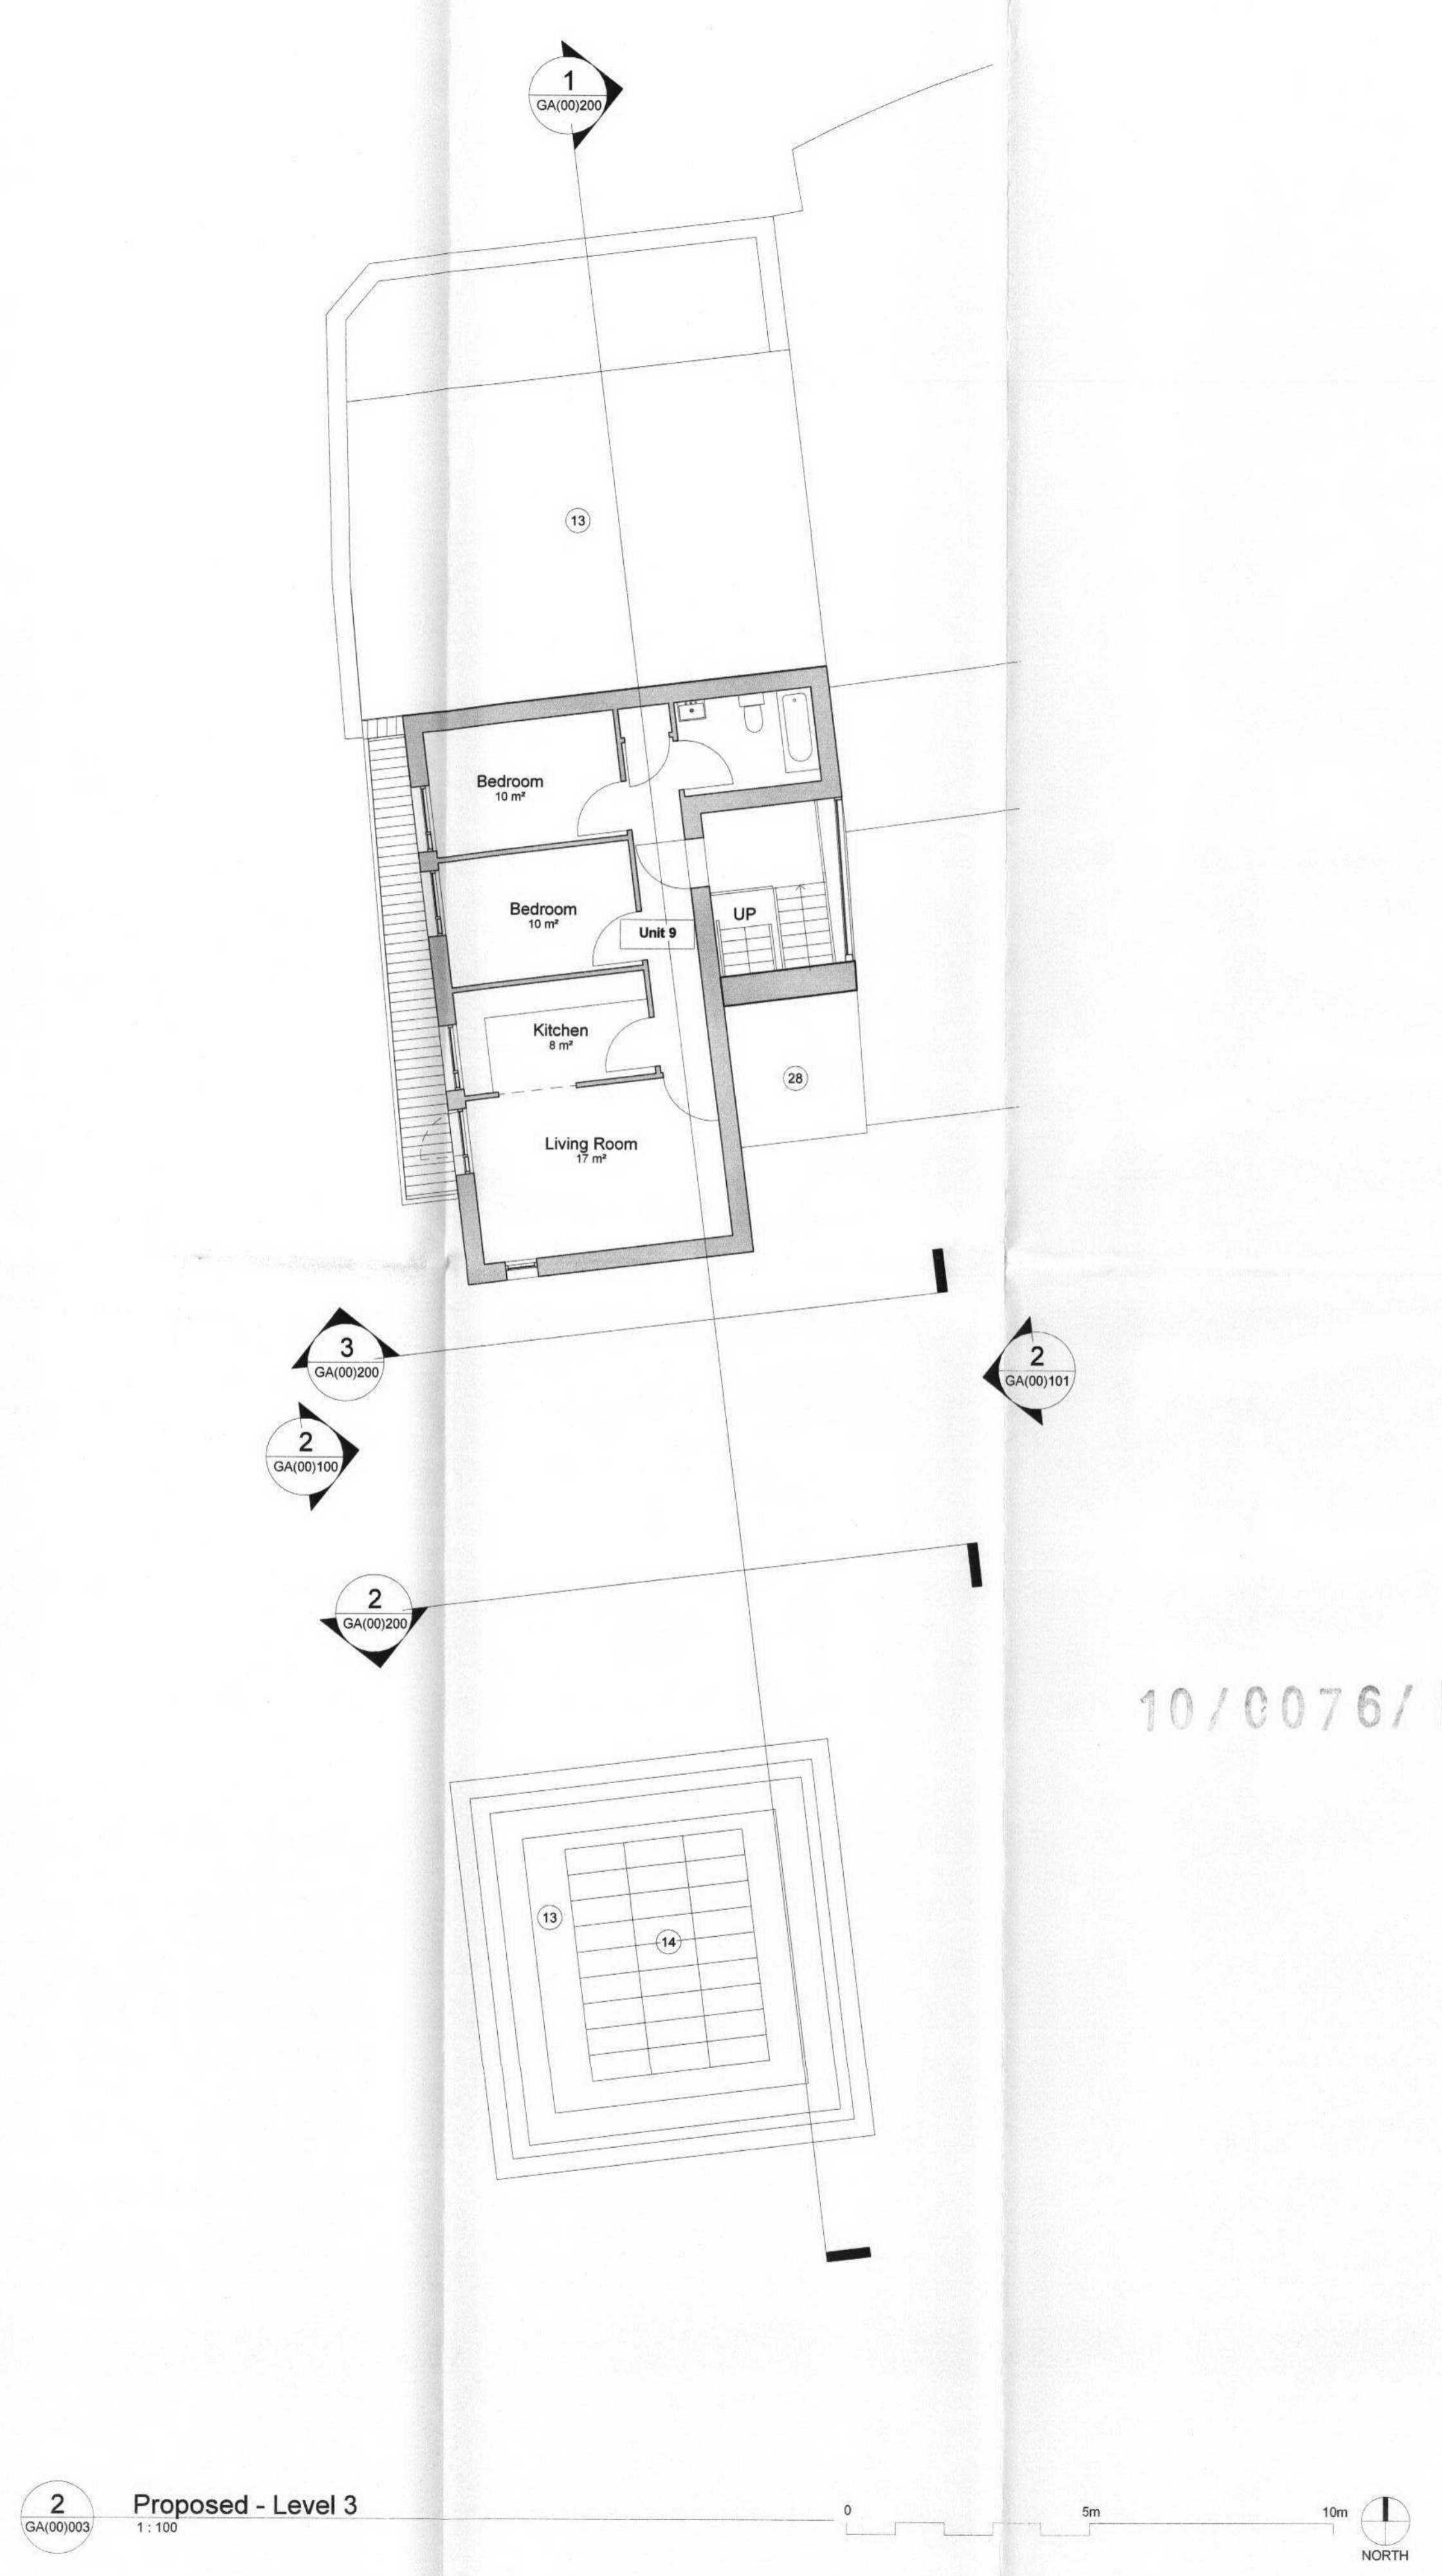 1
GA(00)200
13
Bedroom
10 m²
Bedroom
10 m²
UP
Unit 9
Kitchen
8 m²
28
Living Room
17 m²
3
GA(00)200
2
GA(00)101
2
GA(00)100
2
GA(00)200
10/0076/
13
14
2
GA(00)003
Proposed - Level 3
1 : 100
0
5m
10m
NORTH